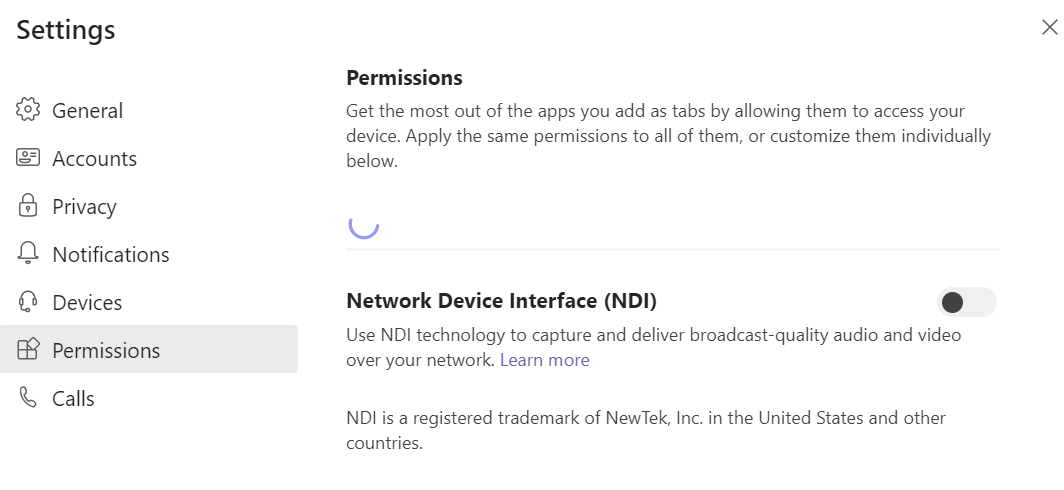 Settings
General
Accounts
Privacy
Notifications
Devices
Permissions
Calls
Permissions
Get the most out of the apps you add as tabs by allowing them to access your
device. Apply the same permissions to all of them, or customize them individually
below.
Network Device Interface (NDI)
Use NDI technology to capture and deliver broadcast-quality audio and video
over your network. Learn more
NDI is a registered trademark of NewTek, Inc. in the United States and other
countries.